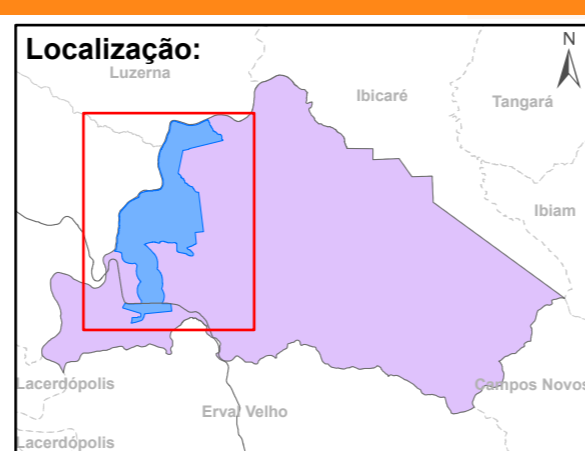 Localização:
N
Luzerna
Ibicaré
Tangará
Ibiam
Lacerdópolis
Campos Novos
Erval Velho
Lacerdópolis